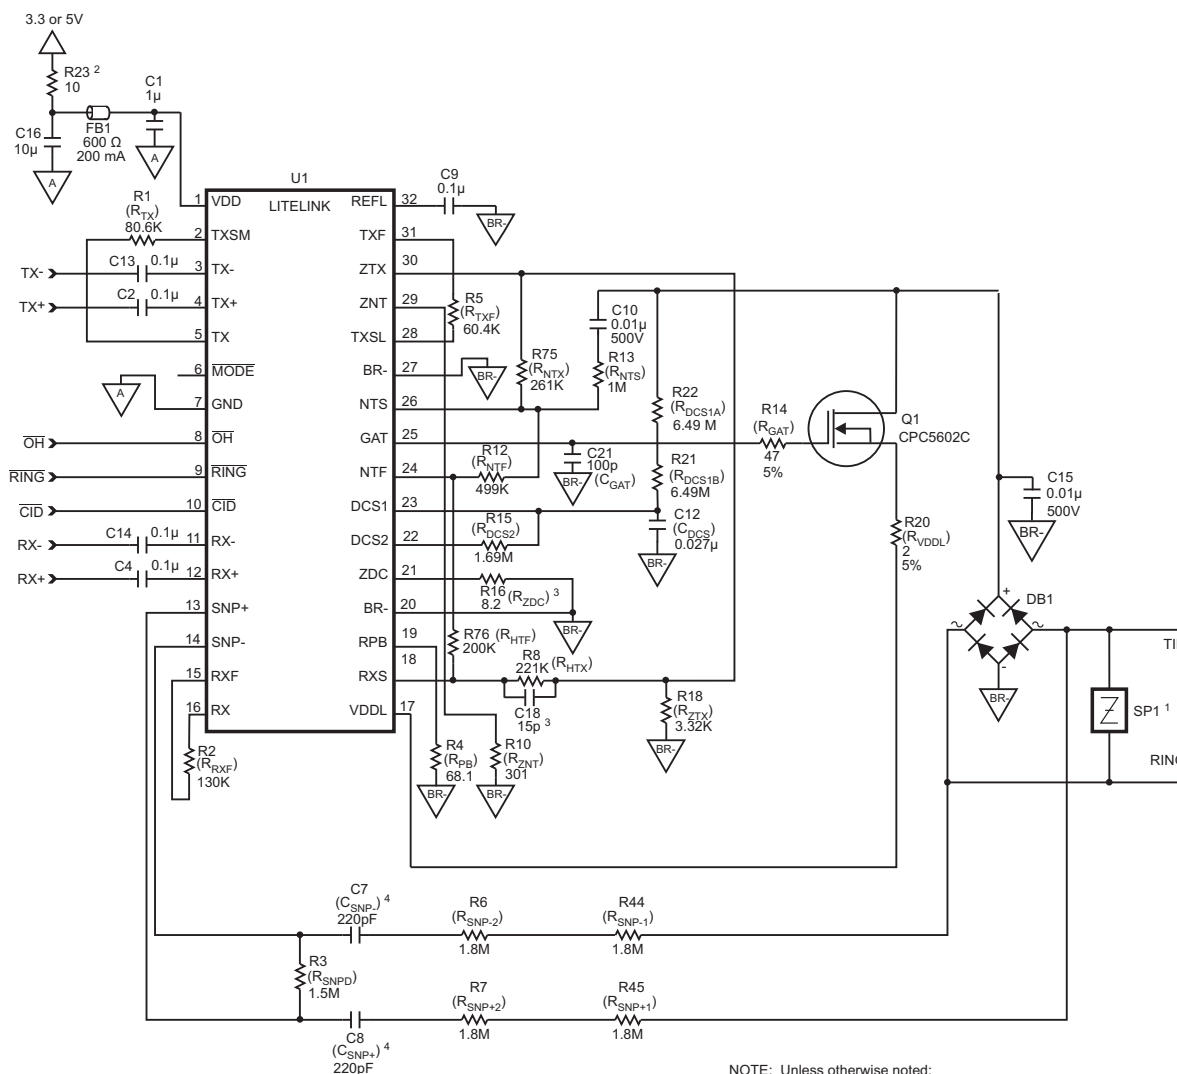 3.3 or 5V
R23 2
10
C1
1µ
C16
10µ
FB1
600 Ω
200 mA
A
A
U1
LITELINK
R1
(RTX)
80.6K
C13 0.1µ
TX-
C2 0.1µ
TX+
A
OH
RING
CID
C14 0.1µ
RX-
C4 0.1µ
RX+
1 VDD
2 TXSM
3 TX-
4 TX+
5 TX
6 MODE
7 GND
8 OH
9 RING
10 CID
11 RX-
12 RX+
13 SNP+
14 SNP-
15 RXF
16 RX
R2
(RRXF)
130K
REFL 32
TXF 31
ZTX 30
ZNT 29
TXSL 28
BR- 27
NTS 26
GAT 25
NTF 24
DCS1 23
DCS2 22
ZDC 21
BR- 20
RPB 19
RXS 18
VDDL 17
C9
0.1µ
BR-
R5
(RTXF)
60.4K
BR-
R75
(RNTX)
261K
C10
0.01µ
500V
R13
(RNTS)
1M
R22
(RDCS1A)
6.49 M
R21
(RDCS1B)
6.49M
R14
(RGAT)
47
5%
Q1
CPC5602C
R12
(RNTF)
499K
C21
100p
(CGAT)
BR-
R15
(RDCS2)
1.69M
C12
(CDCS)
0.027µ
BR-
R16
8.2 (RZDC) 3
BR-
R20
(RVDDL)
2
5%
C15
0.01µ
500V
BR-
DB1
+
~ ~
-
BR-
R76 (RHTF)
200K
R8
221K (RHTX)
C18
15p 3
R18
(RZTX)
3.32K
BR-
R4
(RPB)
68.1
BR-
R10
(RZNT)
301
BR-
SP1 1
C7
(CSNP-) 4
220pF
R6
(RSNP-2)
1.8M
R44
(RSNP-1)
1.8M
R3
(RSNPD)
1.5M
R7
(RSNP+2)
1.8M
R45
(RSNP+1)
1.8M
C8
(CSNP+) 4
220pF
NOTE: Unless otherwise noted: